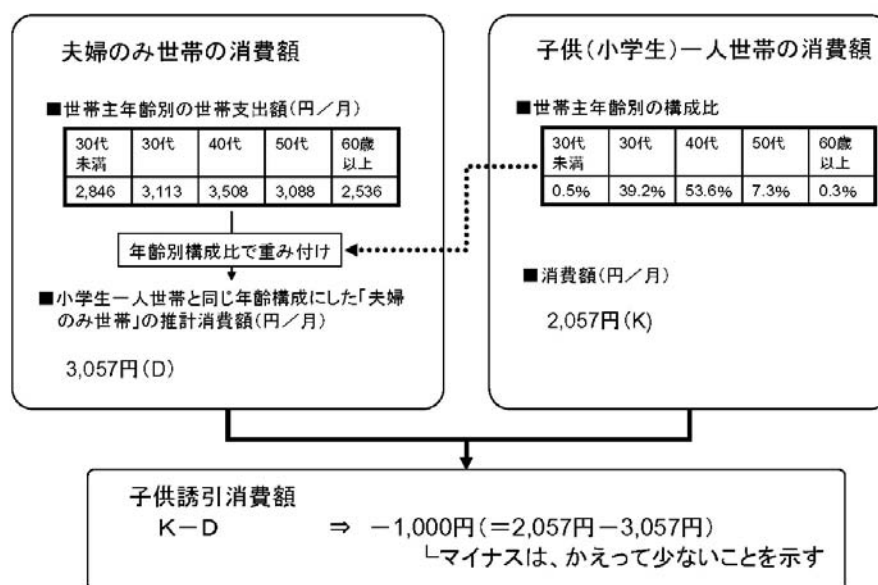 夫婦のみ世帯の消費額
■世帯主年齢別の世帯支出額(円／月)
30代未満 30代 40代 50代 60歳以上
2,846 3,113 3,508 3,088 2,536
年齢別構成比で重み付け
■小学生一人世帯と同じ年齢構成にした「夫婦
のみ世帯」の推計消費額(円／月)
3,057円(D)
子供(小学生)一人世帯の消費額
■世帯主年齢別の構成比
30代未満 30代 40代 50代 60歳以上
0.5% 39.2% 53.6% 7.3% 0.3%
■消費額(円／月)
2,057円(K)
子供誘引消費額
K－D ⇒ －1,000円(＝2,057円－3,057円)
└マイナスは、かえって少ないことを示す